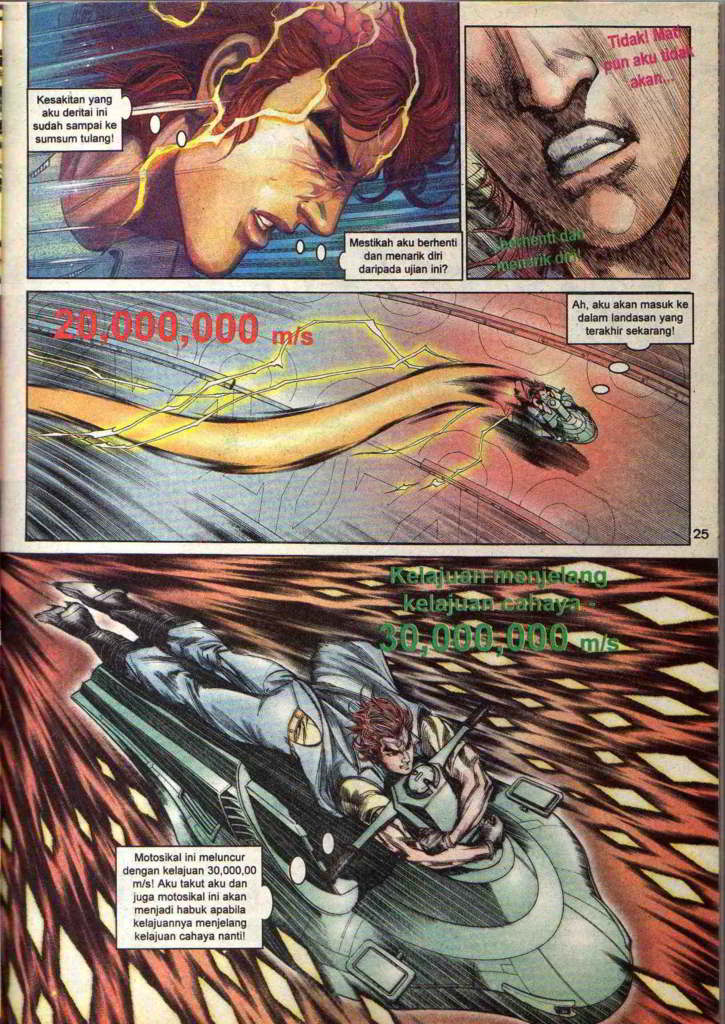 Kesakitan yang
aku deritai ini
sudah sampai ke
sumsum tulang!
Mestikah aku berhenti
dan menarik diri
daripada ujian ini?
Tidak! Mati
pun aku tidak
akan...
berhenti dan
menarik diri!
20,000,000 m/s
Ah, aku akan masuk ke
dalam landasan yang
terakhir sekarang!
25
Kelajuan menjelang
kelajuan cahaya -
30,000,000 m/s
Motosikal ini meluncur
dengan kelajuan 30,000,00
m/s! Aku takut aku dan
juga motosikal ini akan
menjadi habuk apabila
kelajuannya menjelang
kelajuan cahaya nanti!